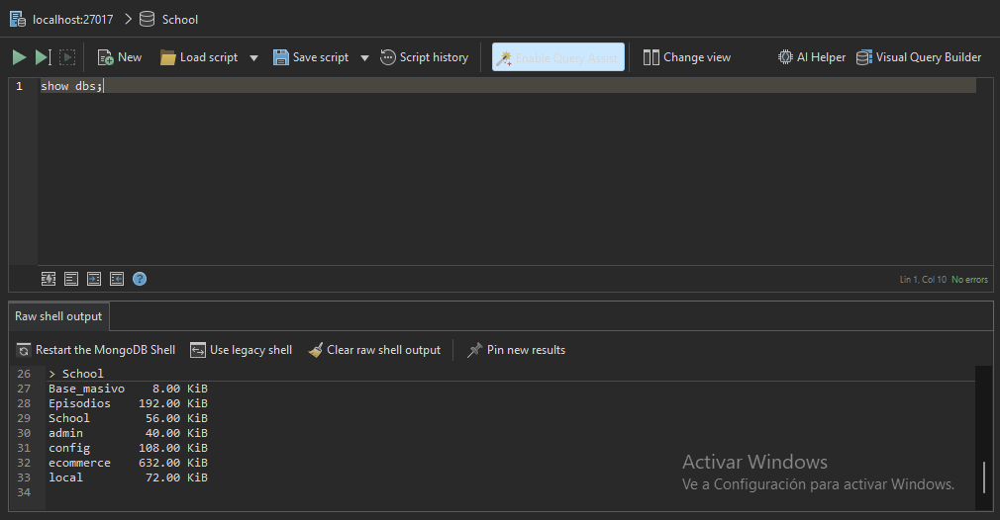 localhost:27017 > School
New Load script Save script Script history Enable Query Assist Change view AI Helper Visual Query Builder
1 show dbs;
Lin 1, Col 10 No errors
Raw shell output
Restart the MongoDB Shell Use legacy shell Clear raw shell output Pin new results
26 > School
27 Base_masivo 8.00 KiB
28 Episodios 192.00 KiB
29 School 56.00 KiB
30 admin 40.00 KiB
31 config 108.00 KiB
32 ecommerce 632.00 KiB
33 local 72.00 KiB
34
Activar Windows
Ve a Configuración para activar Windows.